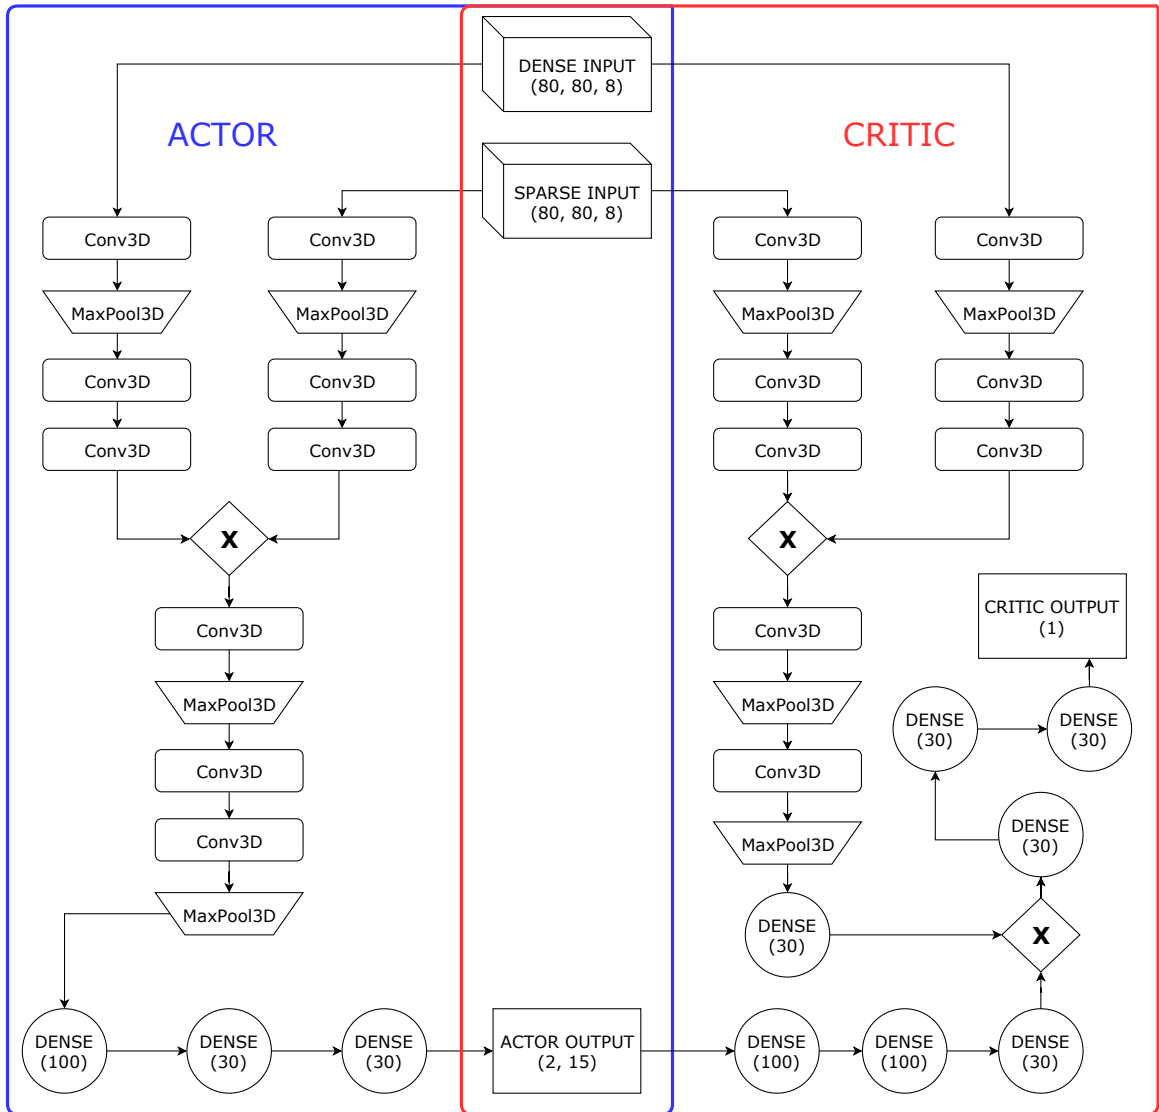 DENSE INPUT
(80, 80, 8)
ACTOR
CRITIC
SPARSE INPUT
(80, 80, 8)
Conv3D
Conv3D
Conv3D
Conv3D
MaxPool3D
MaxPool3D
MaxPool3D
MaxPool3D
Conv3D
Conv3D
Conv3D
Conv3D
Conv3D
Conv3D
Conv3D
Conv3D
X
X
Conv3D
Conv3D
CRITIC OUTPUT
(1)
MaxPool3D
MaxPool3D
DENSE
(30)
DENSE
(30)
Conv3D
Conv3D
Conv3D
MaxPool3D
DENSE
(30)
MaxPool3D
DENSE
(30)
X
DENSE
(100)
DENSE
(30)
DENSE
(30)
ACTOR OUTPUT
(2, 15)
DENSE
(100)
DENSE
(100)
DENSE
(30)